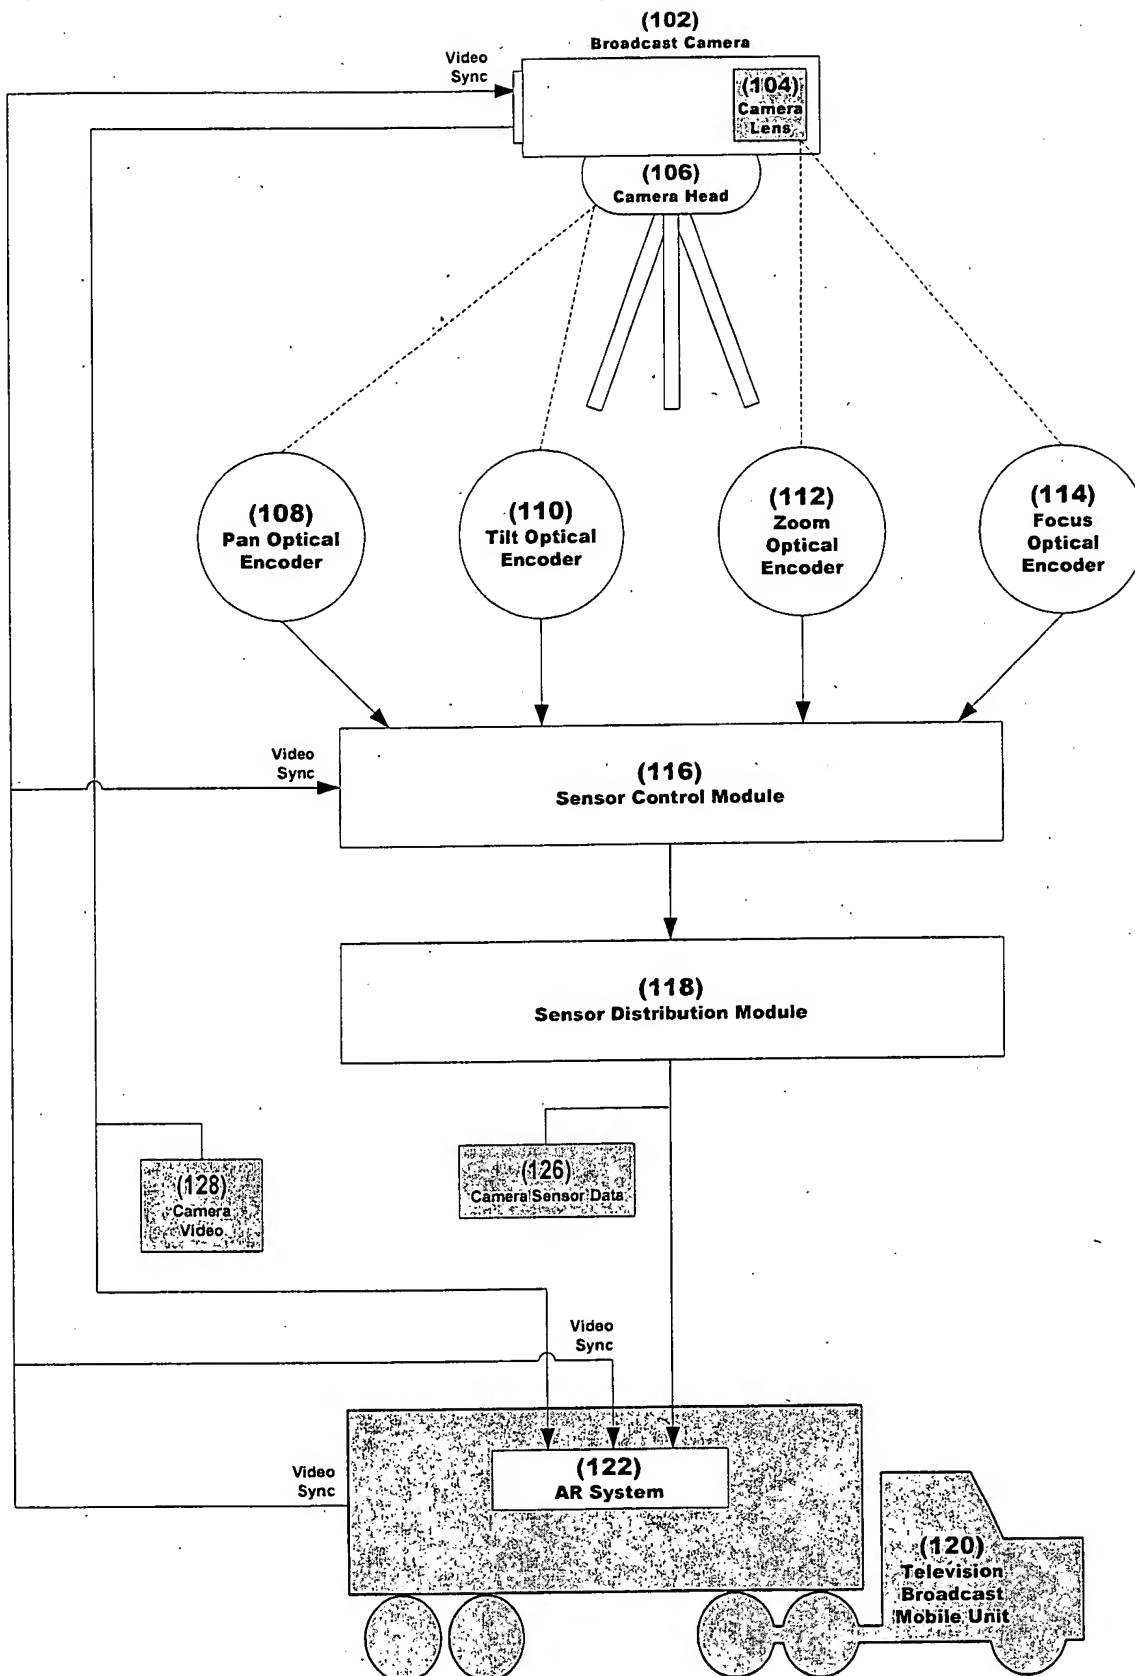 (102)
Broadcast Camera
Video
Sync
(104)
Camera
Lens
(106)
Camera Head
(108)
Pan Optical
Encoder
(110)
Tilt Optical
Encoder
(112)
Zoom
Optical
Encoder
(114)
Focus
Optical
Encoder
Video
Sync
(116)
Sensor Control Module
(118)
Sensor Distribution Module
(128)
Camera
Video
(126)
Camera Sensor Data
Video
Sync
Video
Sync
(122)
AR System
(120)
Television
Broadcast
Mobile Unit